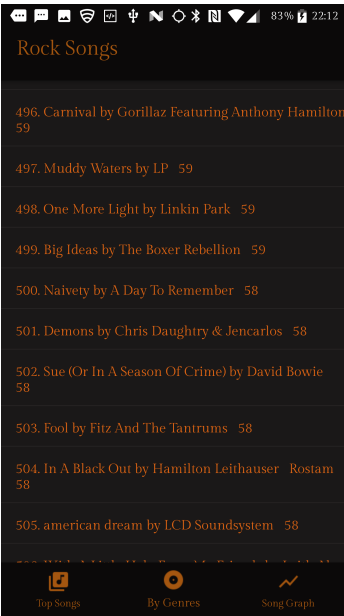 83% 22:12
Rock Songs
496. Carnival by Gorillaz Featuring Anthony Hamilton
59
497. Muddy Waters by LP 59
498. One More Light by Linkin Park 59
499. Big Ideas by The Boxer Rebellion 59
500. Naivety by A Day To Remember 58
501. Demons by Chris Daughtry & Jencarlos 58
502. Sue (Or In A Season Of Crime) by David Bowie
58
503. Fool by Fitz And The Tantrums 58
504. In A Black Out by Hamilton Leithauser Rostam
58
505. american dream by LCD Soundsystem 58
Top Songs
By Genres
Song Graph